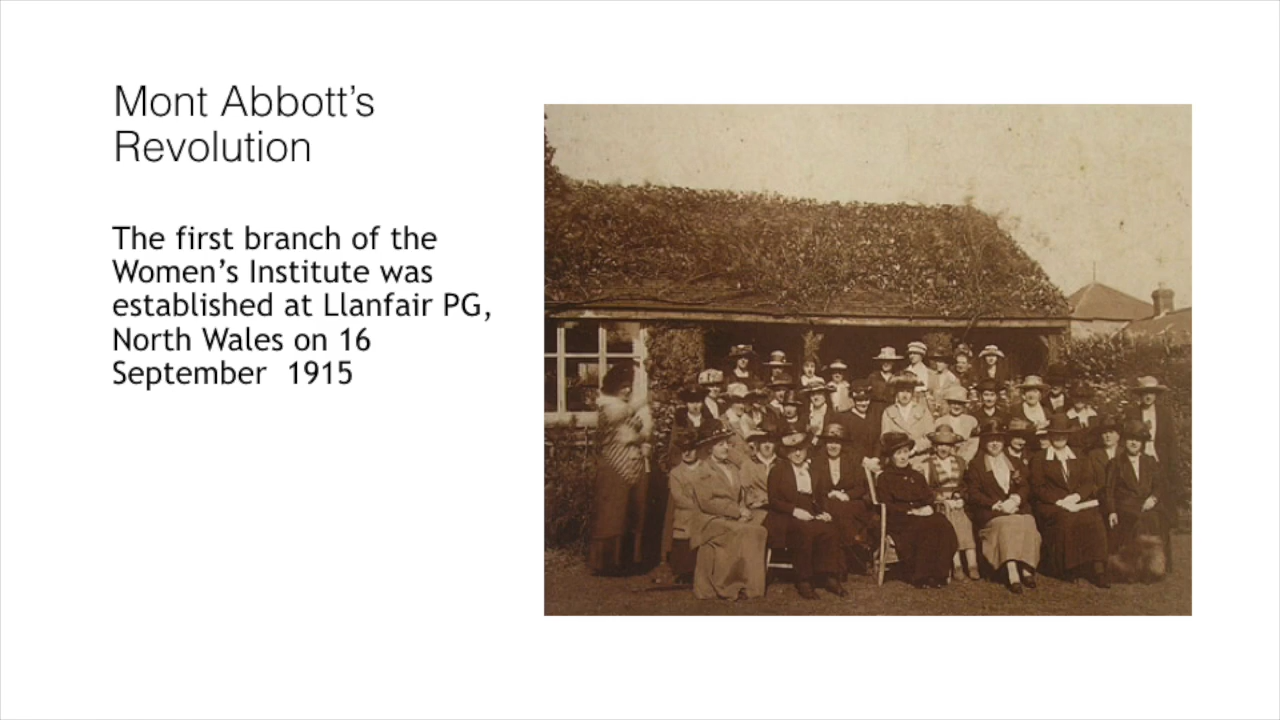 Mont Abbott’s
Revolution
The first branch of the
Women’s Institute was
established at Llanfair PG,
North Wales on 16
September  1915